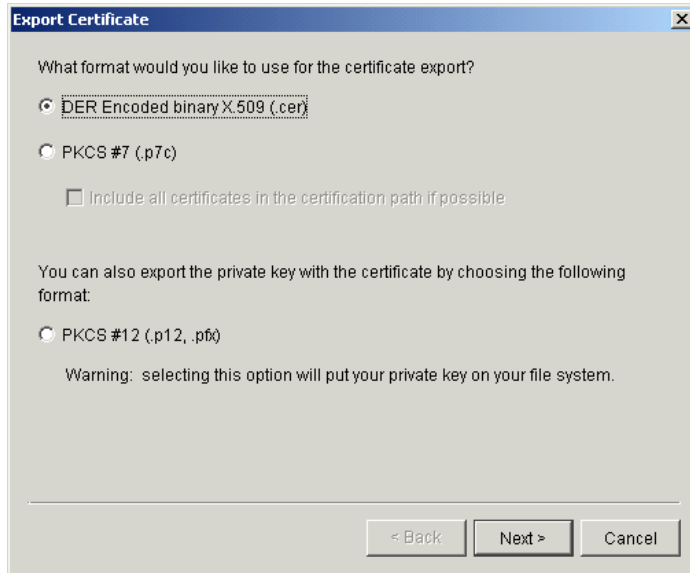 Export Certificate
What format would you like to use for the certificate export?
DER Encoded binary X.509 (.cer)
PKCS #7 (.p7c)
Include all certificates in the certification path if possible
You can also export the private key with the certificate by choosing the following
format:
PKCS #12 (.p12, .pfx)
Warning: selecting this option will put your private key on your file system.
< Back Next > Cancel